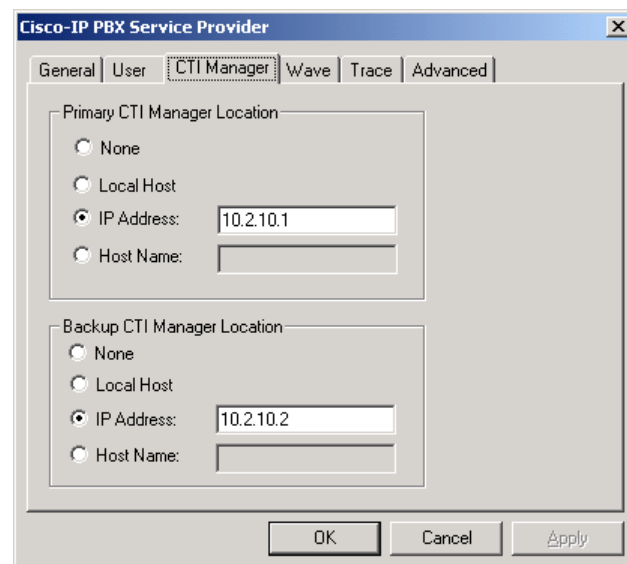 Cisco-IP PBX Service Provider
General User CTI Manager Wave Trace Advanced
Primary CTI Manager Location
None
Local Host
IP Address: 10.2.10.1
Host Name:
Backup CTI Manager Location
None
Local Host
IP Address: 10.2.10.2
Host Name:
OK Cancel Apply